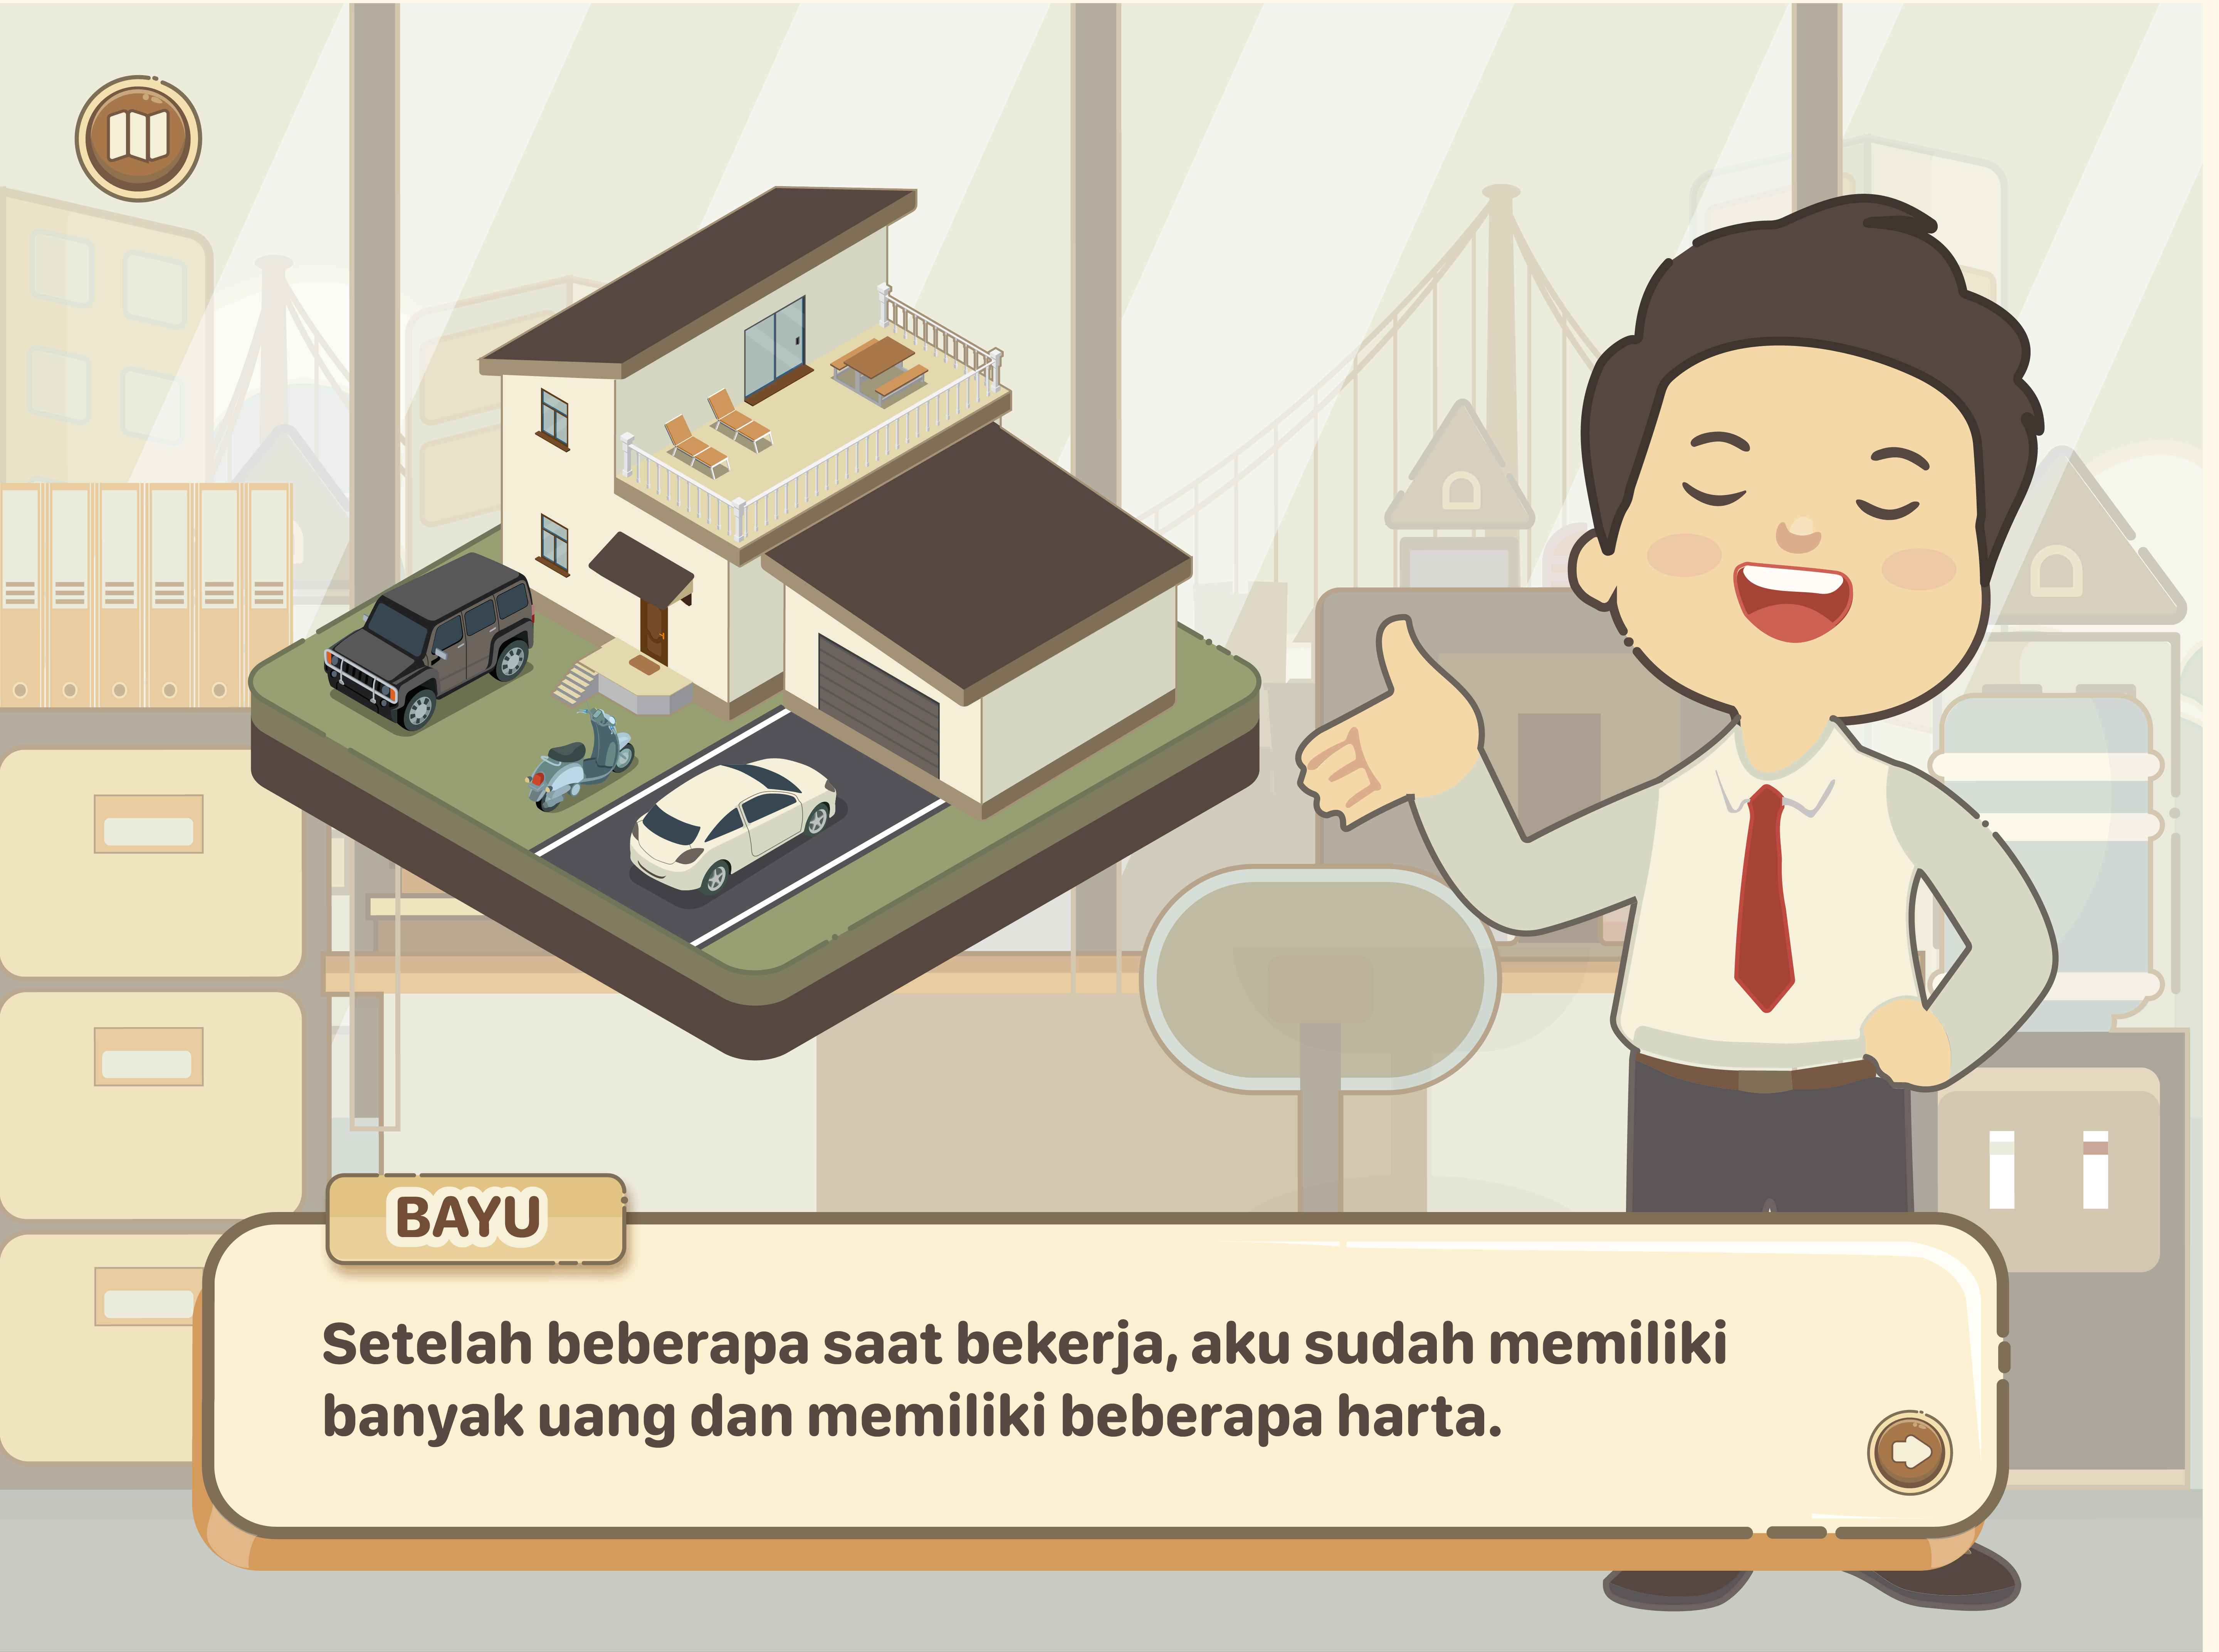 BAYU
Setelah beberapa saat bekerja, aku sudah memiliki
banyak uang dan memiliki beberapa harta.